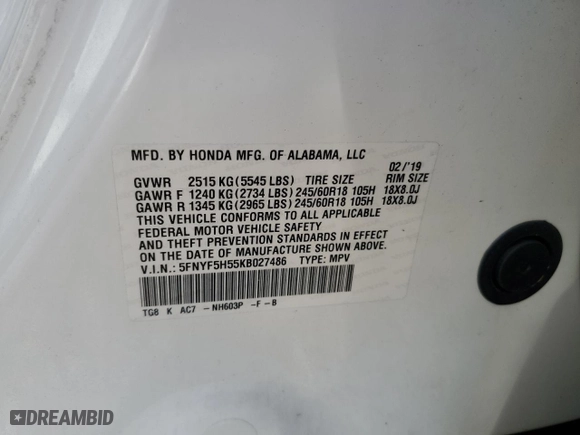 MFD. BY HONDA MFG. OF ALABAMA, LLC
02/'19
GVWR 2515 KG(5545 LBS) TIRE SIZE RIM SIZE
GAWR F 1240 KG(2734 LBS) 245/60R18 105H 18X8.0J
GAWR R 1345 KG(2965 LBS) 245/60R18 105H 18X8.0J
THIS VEHICLE CONFORMS TO ALL APPLICABLE
FEDERAL MOTOR VEHICLE SAFETY
AND THEFT PREVENTION STANDARDS IN EFFECT
ON THE DATE OF MANUFACTURE SHOWN ABOVE.
V.I.N.: 5FNYF5H55KB027486 TYPE: MPV
TG8 K AC7 -NH603P -F-B
DREAMBID